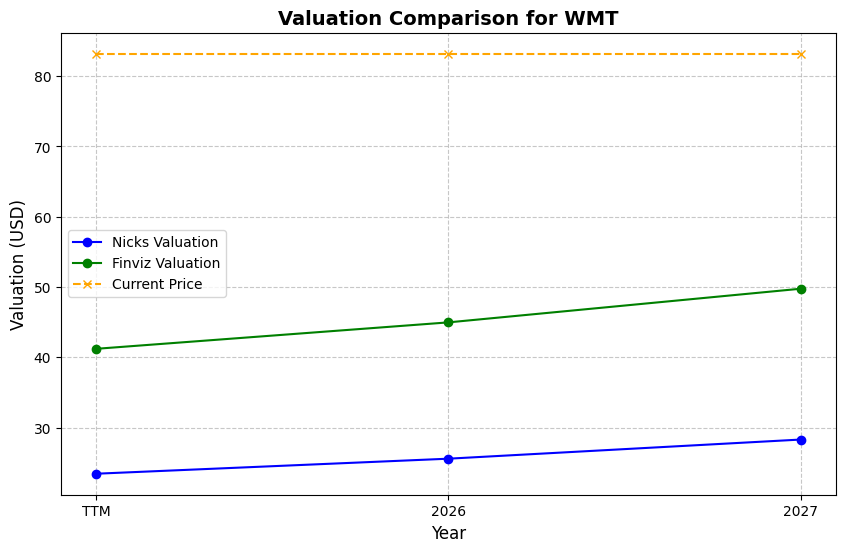 Valuation Comparison for WMT
Valuation (USD)
80
70
60
50
40
30
Nicks Valuation
Finviz Valuation
Current Price
TTM
2026
2027
Year